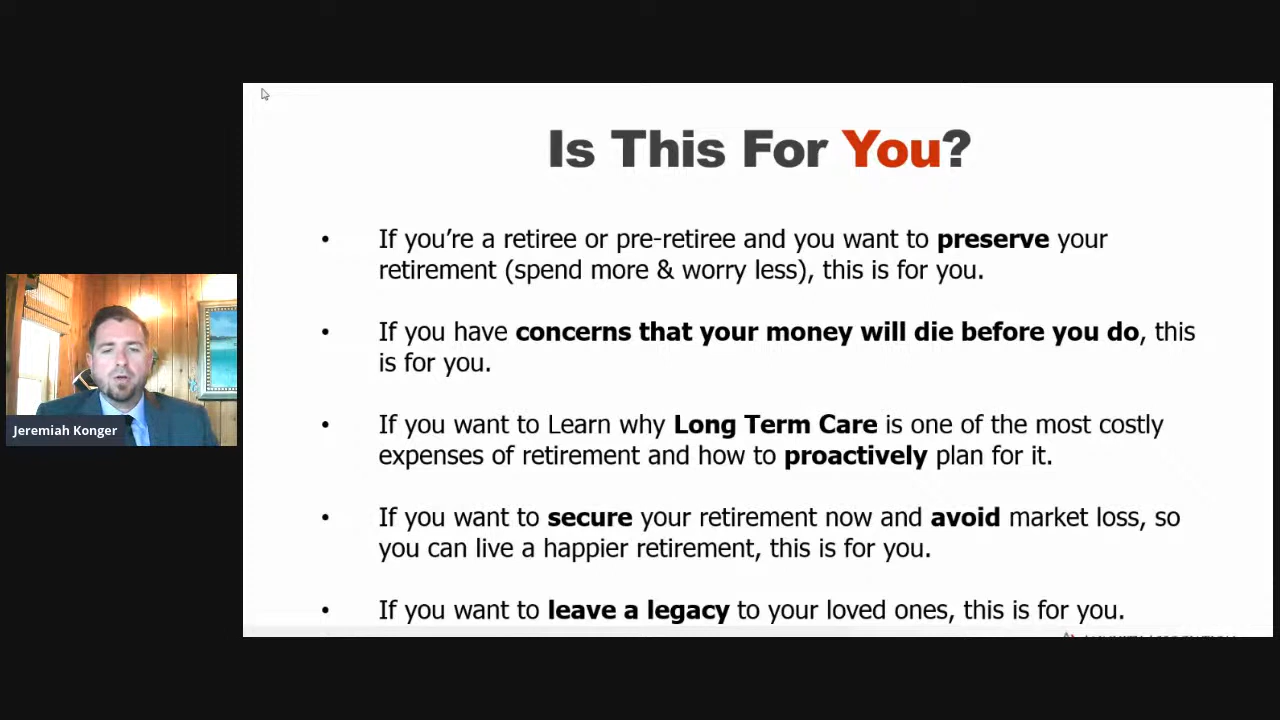 Is This For You?
• If you're a retiree or pre-retiree and you want to preserve your
retirement (spend more & worry less), this is for you.
• If you have concerns that your money will die before you do, this
is for you.
• If you want to Learn why Long Term Care is one of the most costly
expenses of retirement and how to proactively plan for it.
• If you want to secure your retirement now and avoid market loss, so
you can live a happier retirement, this is for you.
• If you want to leave a legacy to your loved ones, this is for you.
Jeremiah Konger